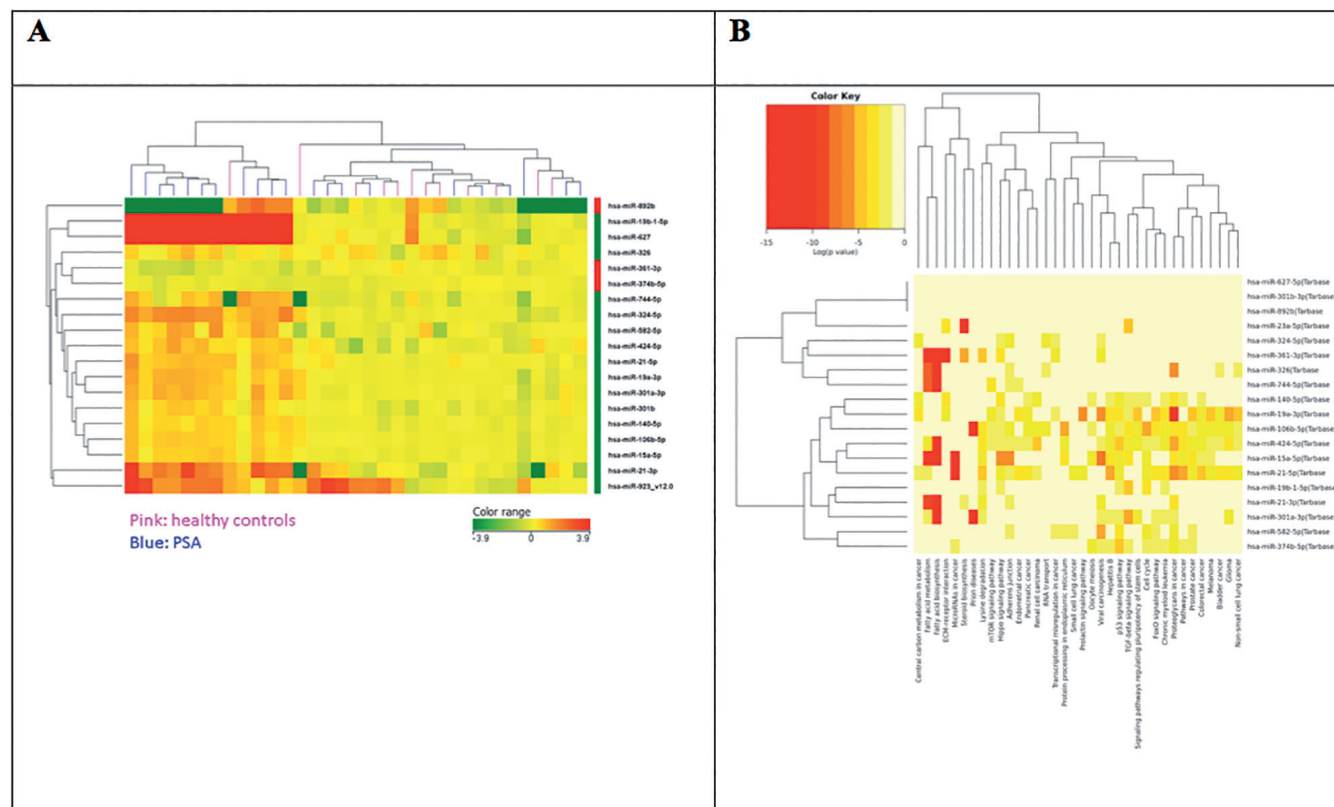 A
B
hsa-miR-892b
hsa-miR-19b-1-5p
hsa-miR-627
hsa-miR-326
hsa-miR-361-3p
hsa-miR-374b-5p
hsa-miR-744-5p
hsa-miR-324-5p
hsa-miR-582-5p
hsa-miR-424-5p
hsa-miR-21-5p
hsa-miR-19a-3p
hsa-miR-301a-3p
hsa-miR-301b
hsa-miR-140-5p
hsa-miR-106b-5p
hsa-miR-15a-5p
hsa-miR-21-3p
hsa-miR-923_v12.0
Pink: healthy controls
Blue: PSA
Color range
-3.9 0 3.9
Color Key
-15 -10 -5 0
Log(p value)
hsa-miR-627-5p|Tarbase
hsa-miR-301b-3p|Tarbase
hsa-miR-892b|Tarbase
hsa-miR-23a-5p|Tarbase
hsa-miR-324-5p|Tarbase
hsa-miR-361-3p|Tarbase
hsa-miR-326|Tarbase
hsa-miR-744-5p|Tarbase
hsa-miR-140-5p|Tarbase
hsa-miR-19a-3p|Tarbase
hsa-miR-106b-5p|Tarbase
hsa-miR-424-5p|Tarbase
hsa-miR-15a-5p|Tarbase
hsa-miR-21-5p|Tarbase
hsa-miR-19b-1-5p|Tarbase
hsa-miR-21-3p|Tarbase
hsa-miR-301a-3p|Tarbase
hsa-miR-582-5p|Tarbase
hsa-miR-374b-5p|Tarbase
Central carbon metabolism in cancer
Fatty acid metabolism
Fatty acid biosynthesis
ECM-receptor interaction
MicroRNAs in cancer
Steroid biosynthesis
Prion diseases
Lysine degradation
mTOR signaling pathway
Hippo signaling pathway
Adherens junction
Endometrial cancer
Pancreatic cancer
Renal cell carcinoma
RNA transport
Transcriptional misregulation in cancer
Protein processing in endoplasmic reticulum
Small cell lung cancer
Prolactin signaling pathway
Oocyte meiosis
Viral carcinogenesis
Hepatitis B
p53 signaling pathway
TGF-beta signaling pathway
Signaling pathways regulating pluripotency of stem cells
Cell cycle
FoxO signaling pathway
Chronic myeloid leukemia
Proteoglycans in cancer
Pathways in cancer
Prostate cancer
Colorectal cancer
Melanoma
Bladder cancer
Glioma
Non-small cell lung cancer